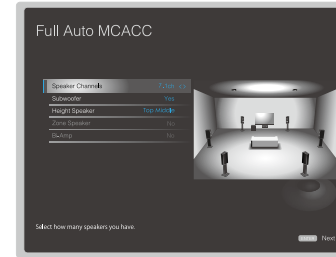 Full Auto MCACC
Speaker Channels
Subwoofer Yes
Height Speaker Top Middle
Zone Speaker No
Bi-Amp No
Select how many speakers you have.
Next